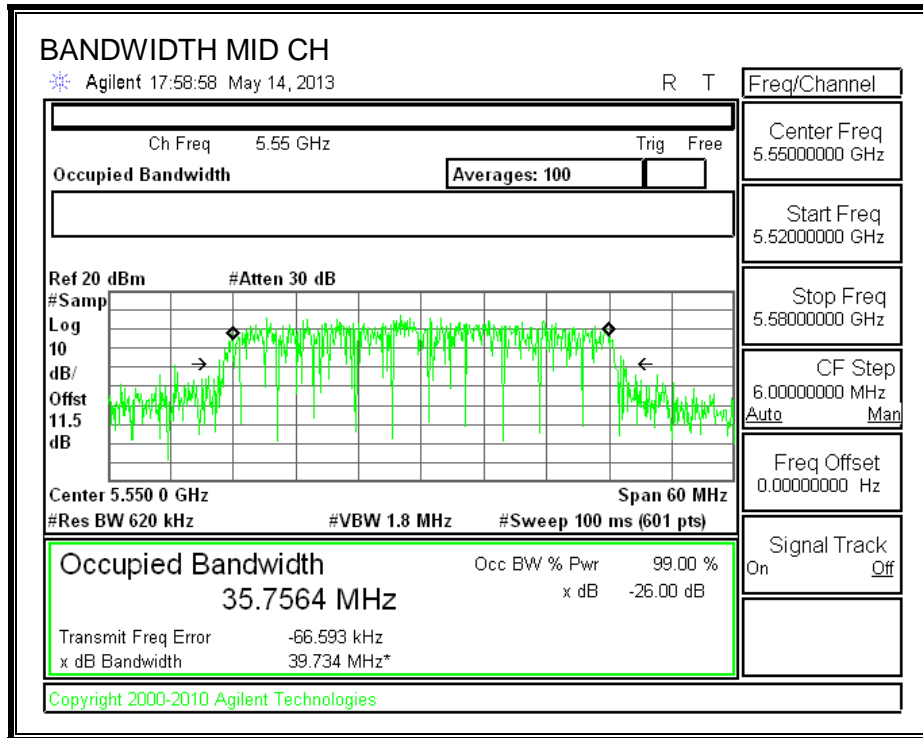 BANDWIDTH MID CH
Agilent 17:58:58 May 14, 2013 R T
Freq/Channel
Ch Freq 5.55 GHz Trig Free
Occupied Bandwidth Averages: 100
Center Freq
5.55000000 GHz
Start Freq
5.52000000 GHz
Stop Freq
5.58000000 GHz
CF Step
6.00000000 MHz
Auto Man
Freq Offset
0.00000000 Hz
Signal Track
On Off
Ref 20 dBm #Atten 30 dB
#Samp
Log
10
dB/
Offst
11.5
dB
Center 5.550 0 GHz Span 60 MHz
#Res BW 620 kHz #VBW 1.8 MHz #Sweep 100 ms (601 pts)
Occupied Bandwidth Occ BW % Pwr 99.00 %
35.7564 MHz x dB -26.00 dB
Transmit Freq Error -66.593 kHz
x dB Bandwidth 39.734 MHz*
Copyright 2000-2010 Agilent Technologies